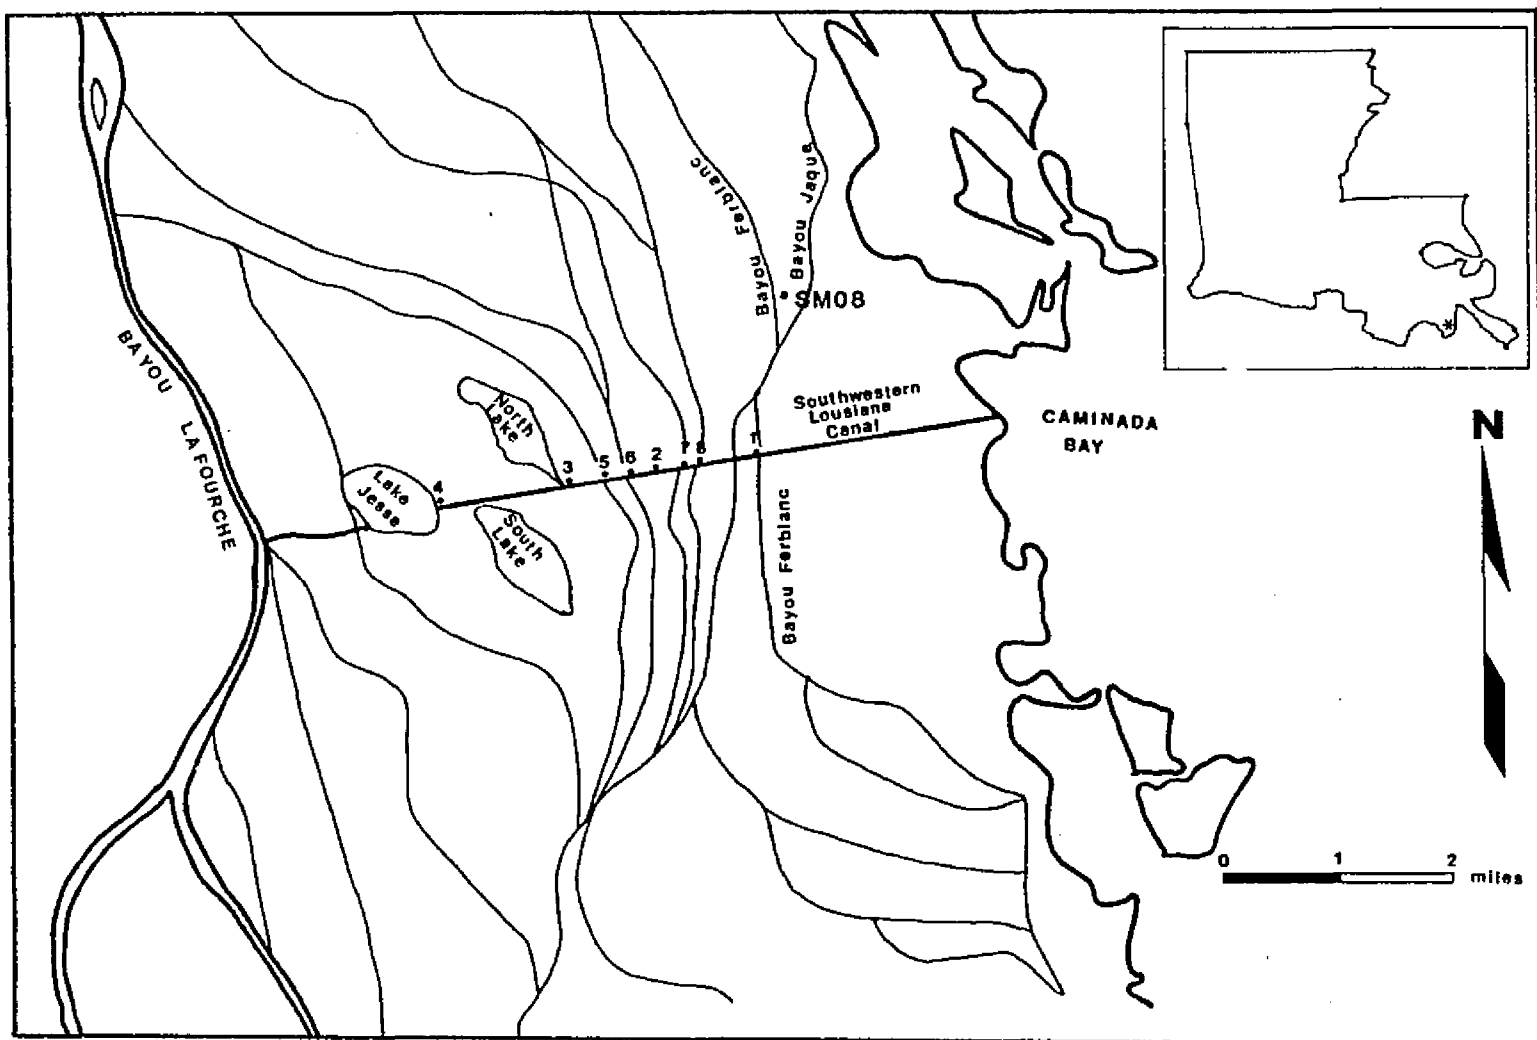 Bayou Ferblanc
Bayou Jaque
SM08
BAYOU LAFOURCHE
North
Lake
Southwestern
Lousiana
Canal
CAMINADA
BAY
N
Lake
Jesse
4
3
5
6
2
7
8
1
South
Lake
Bayou Ferblanc
*
0 1 2 miles